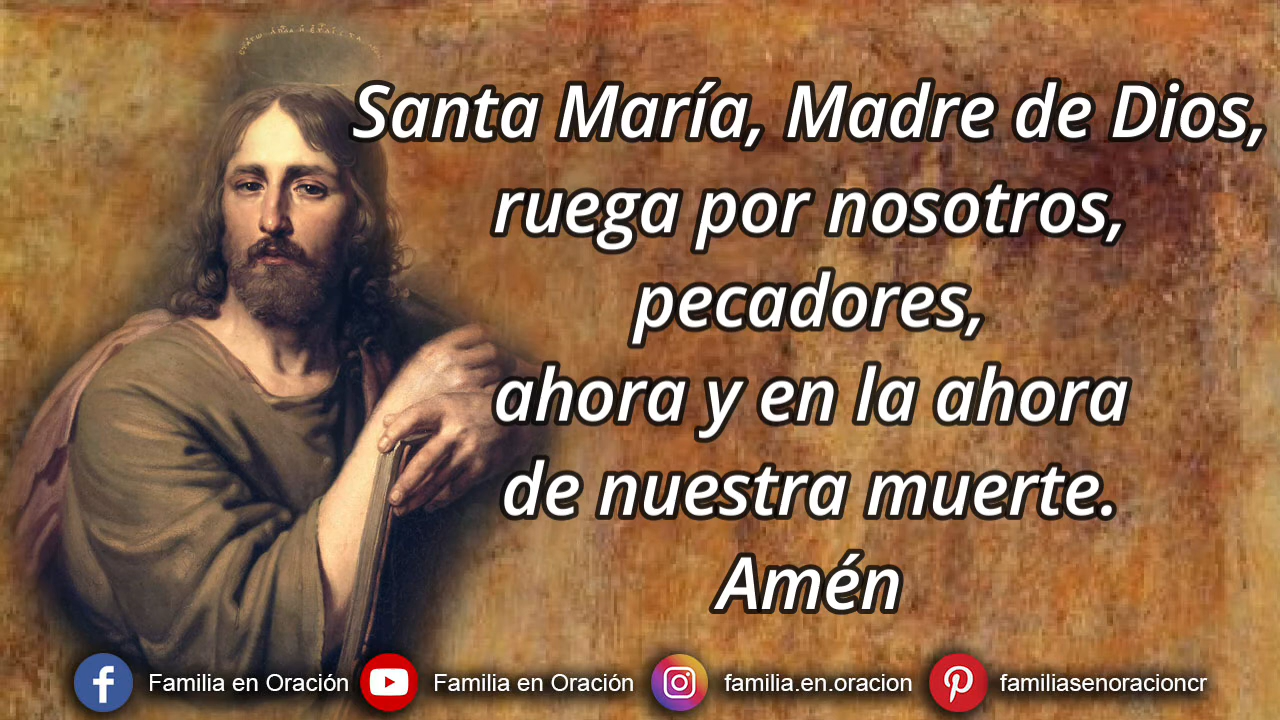 Santa María, Madre de Dios,
ruega por nosotros,
pecadores,
ahora y en la ahora
de nuestra muerte.
Amén
Familia en Oración
Familia en Oración
familia.en.oracion
familiasenoracioncr